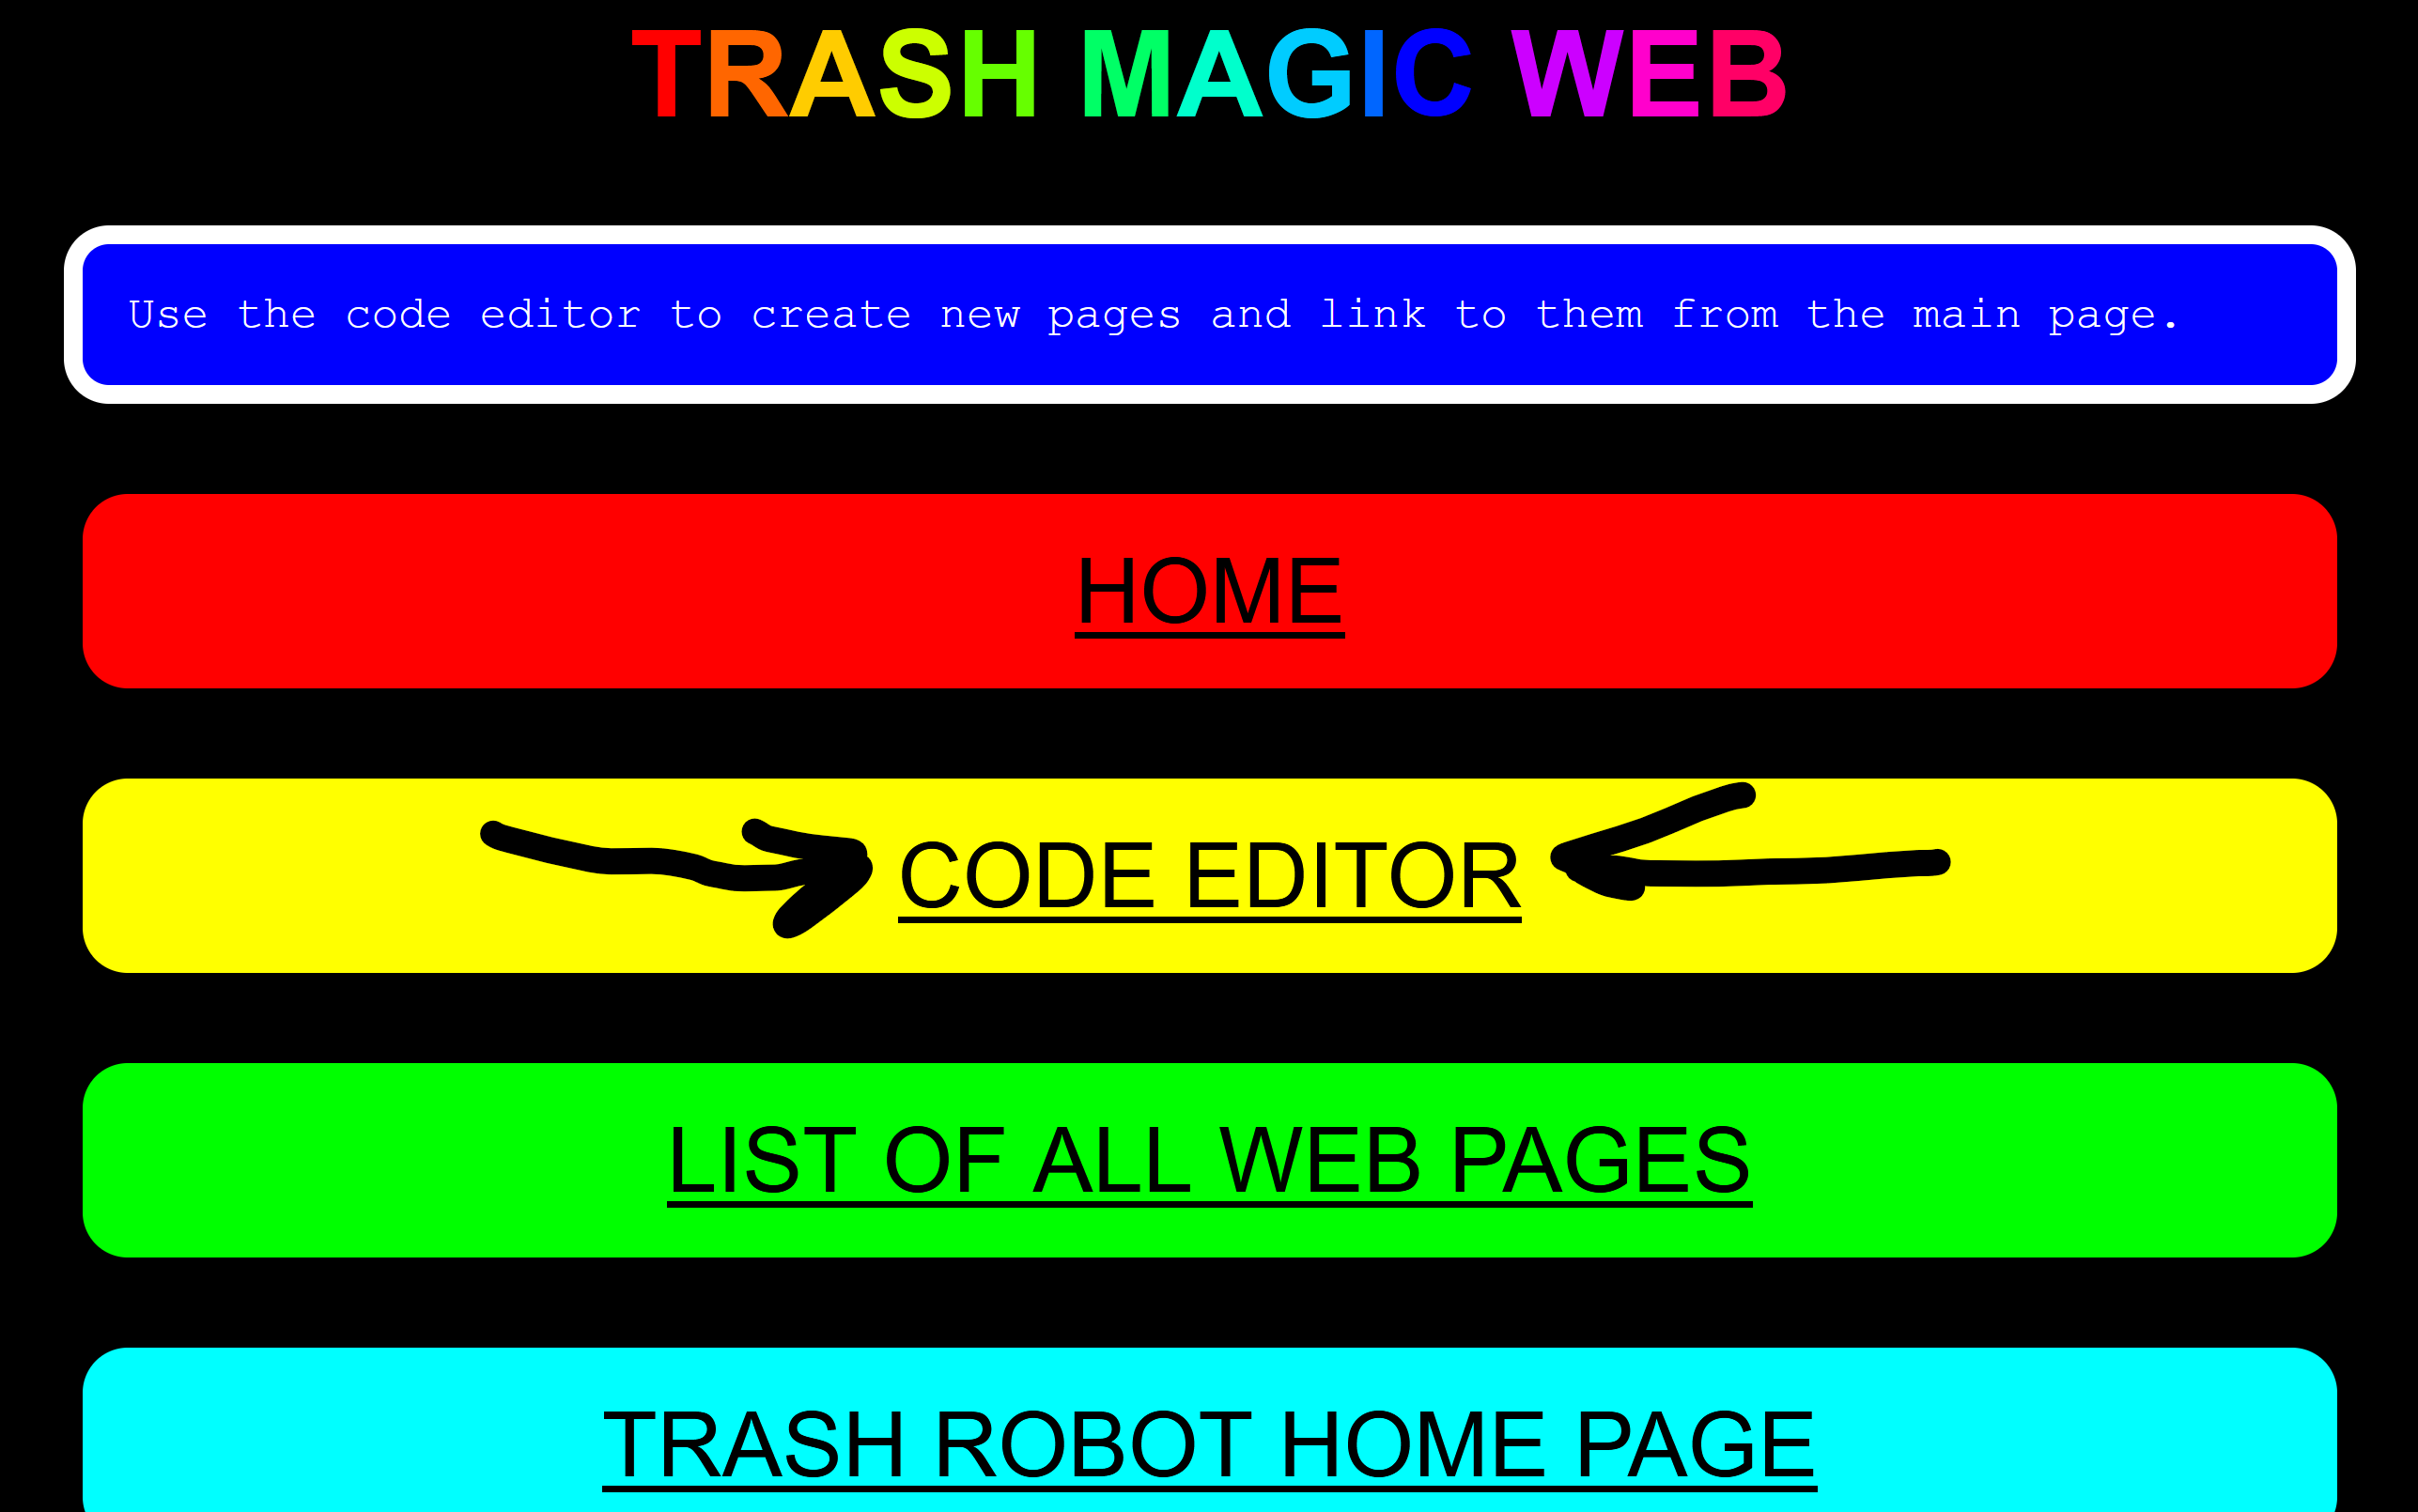 TRASH MAGIC WEB
Use the code editor to create new pages and link to them from the main page.
HOME
CODE EDITOR
LIST OF ALL WEB PAGES
TRASH ROBOT HOME PAGE